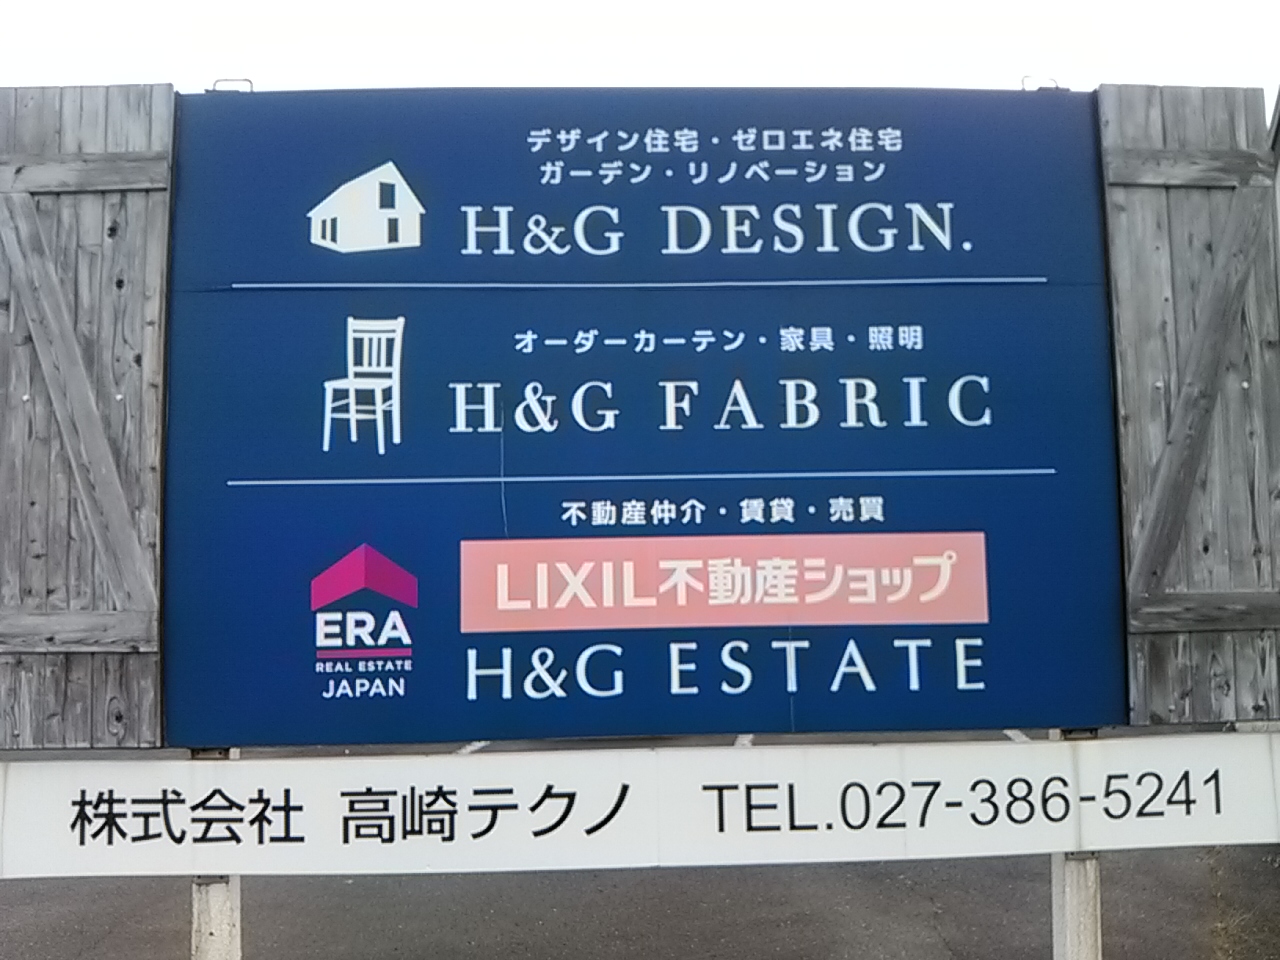 デザイン住宅・ゼロエネ住宅
ガーデン・リノベーション
H&G DESIGN.
オーダーカーテン・家具・照明
H&G FABRIC
不動産仲介・賃貸・売買
LIXIL不動産ショップ
H&G ESTATE
ERA
REAL ESTATE
JAPAN
株式会社 高崎テクノ TEL.027-386-5241